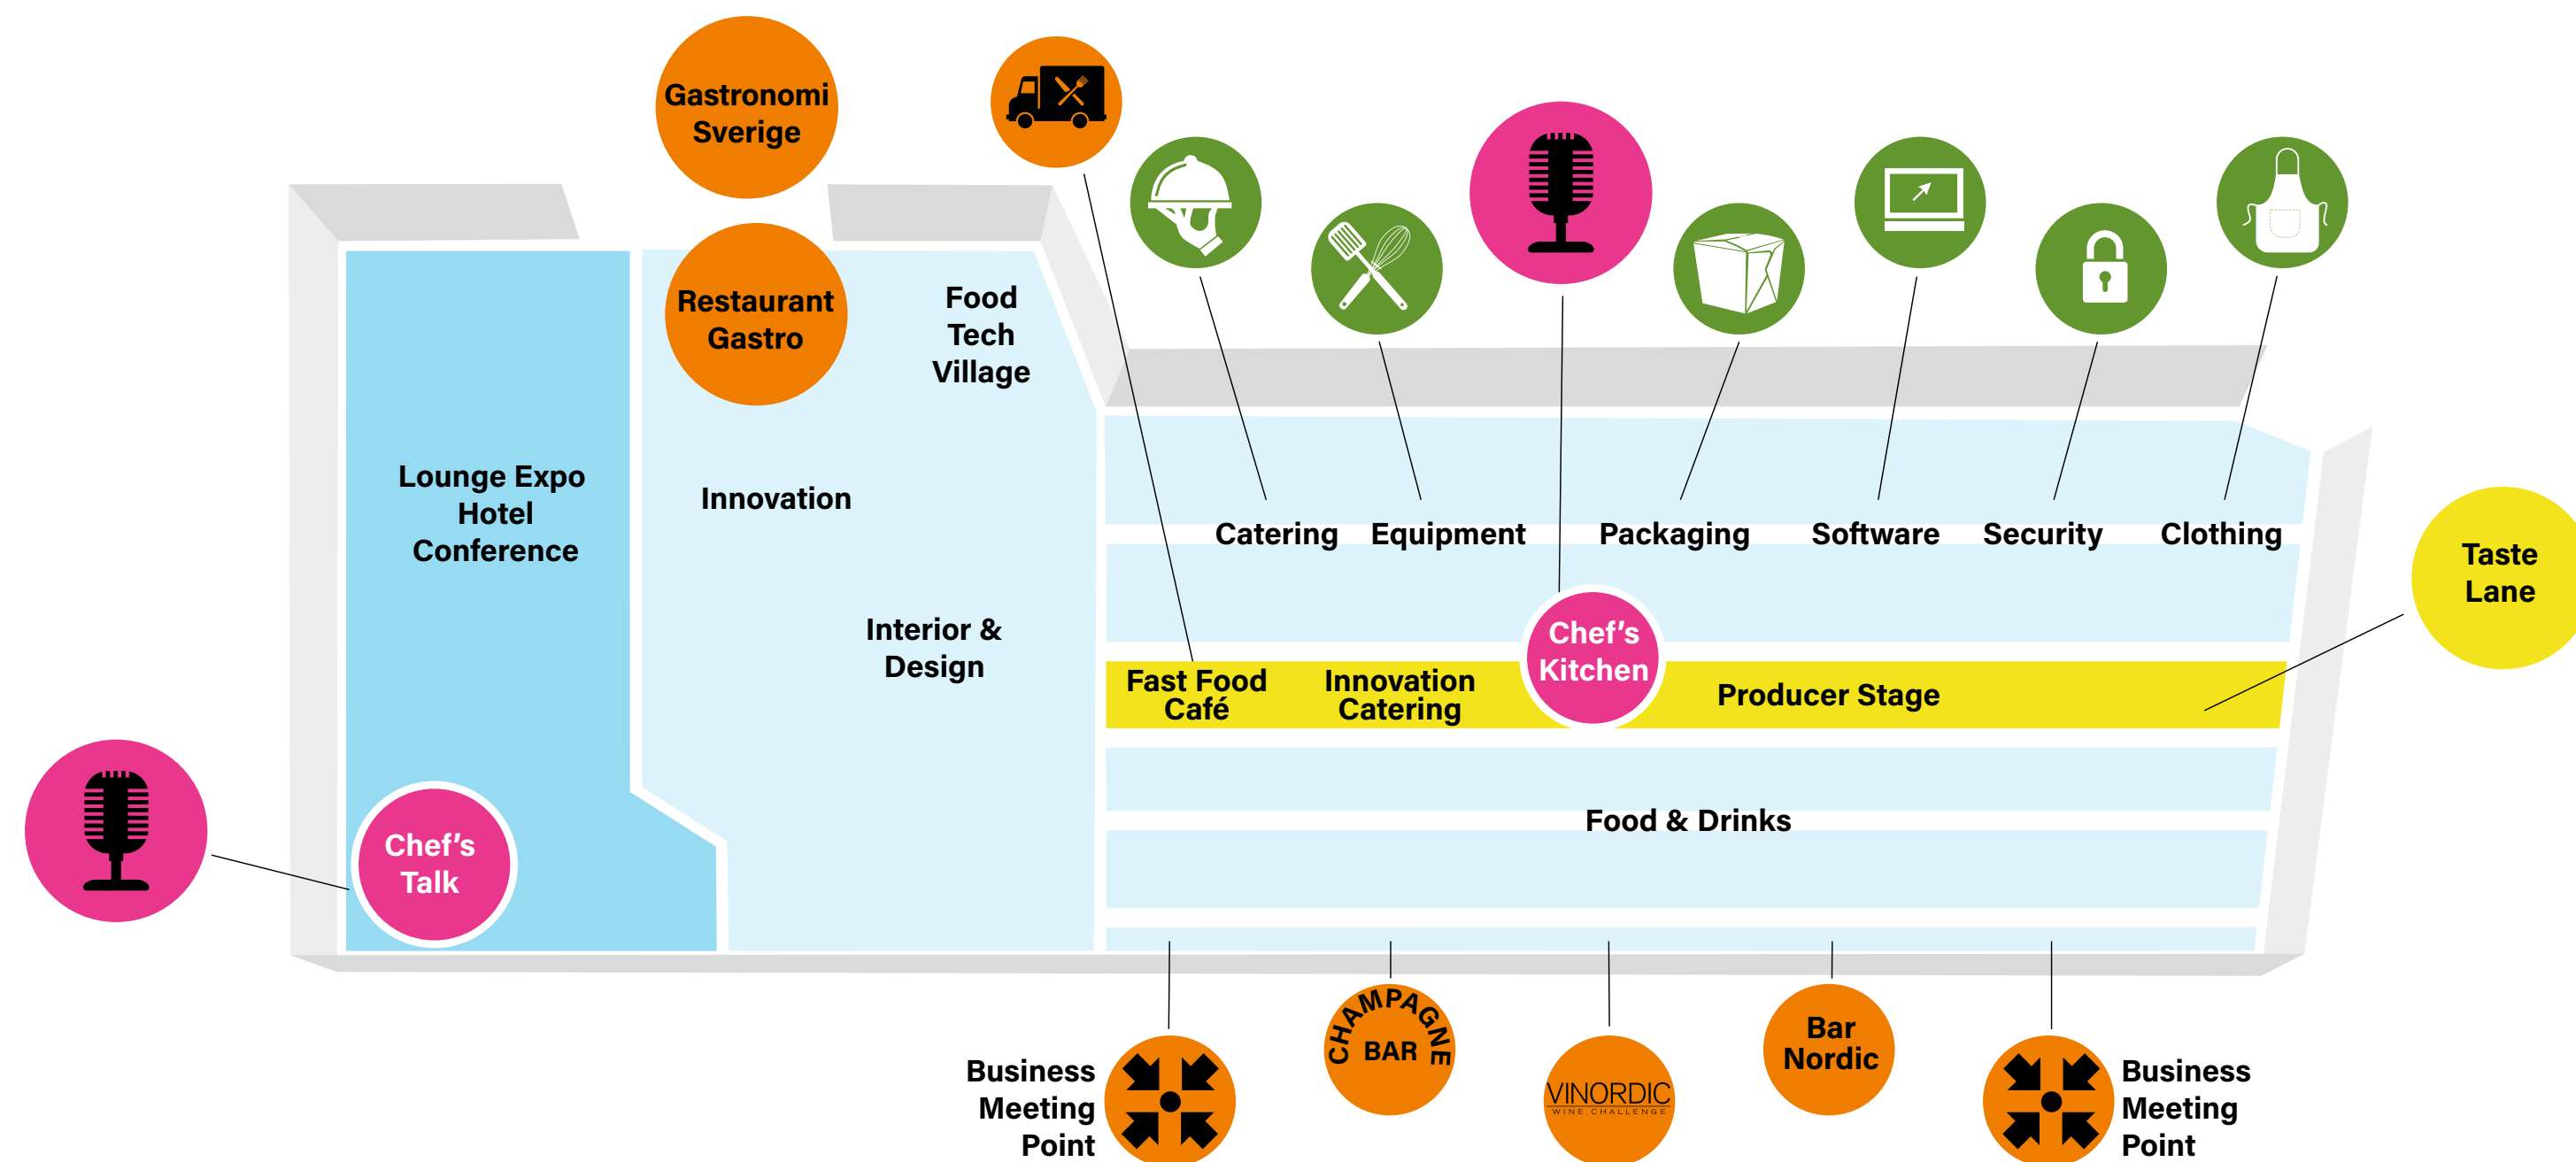 Gastronomi
Sverige
Restaurant
Gastro
Food
Tech
Village
Lounge Expo
Hotel
Conference
Innovation
Interior &
Design
Catering
Equipment
Packaging
Software
Security
Clothing
Taste
Lane
Chef's
Kitchen
Fast Food
Café
Innovation
Catering
Producer Stage
Food & Drinks
Chef's
Talk
Business
Meeting
Point
CHAMPAGNE
BAR
VINORDIC
WINE CHALLENGE
Bar
Nordic
Business
Meeting
Point